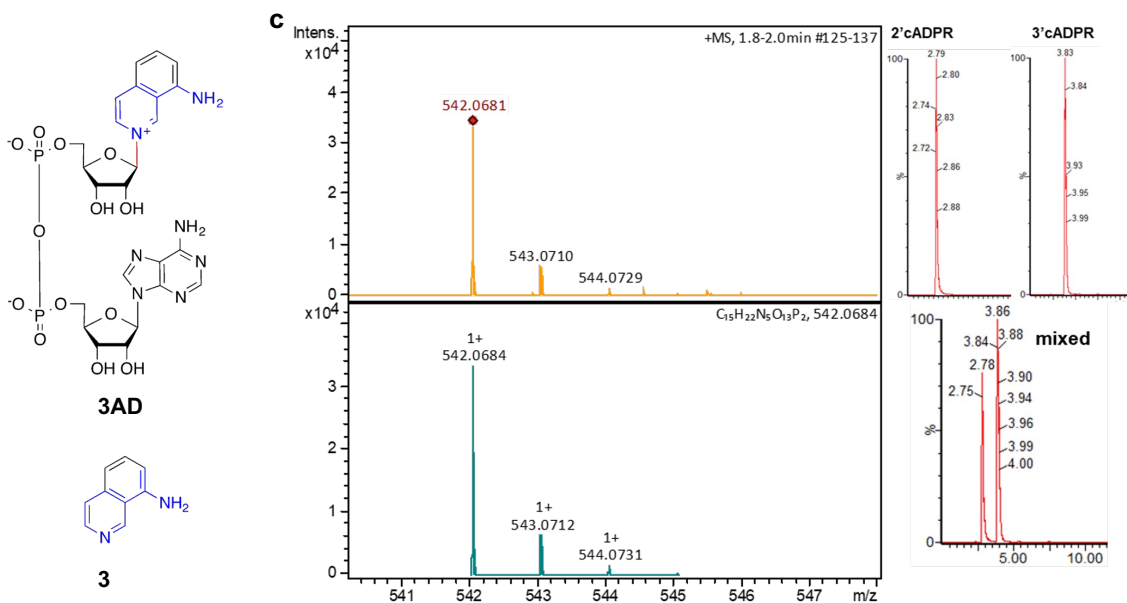 NH₂
N⁺
⁻O
O
P
O
O
OH
OH
O
NH₂
N
N
N
N
⁻O
P
O
O
O
OH
OH
3AD
NH₂
N
3
c
Intens.
x10⁴
+MS, 1.8-2.0min #125-137
4
3
2
1
0
542.0681
543.0710
544.0729
x10⁴
C₁₅H₂₂N₅O₁₃P₂, 542.0684
3
2
1
0
1+
542.0684
1+
543.0712
1+
544.0731
541
542
543
544
545
546
547
m/z
2'cADPR
100
%
0
2.79
2.80
2.74
2.83
2.72
2.86
2.88
3'cADPR
100
%
0
3.83
3.84
3.93
3.95
3.99
mixed
100
%
0
3.86
3.84
3.88
2.78
2.75
3.90
3.94
3.96
3.99
4.00
5.00
10.00